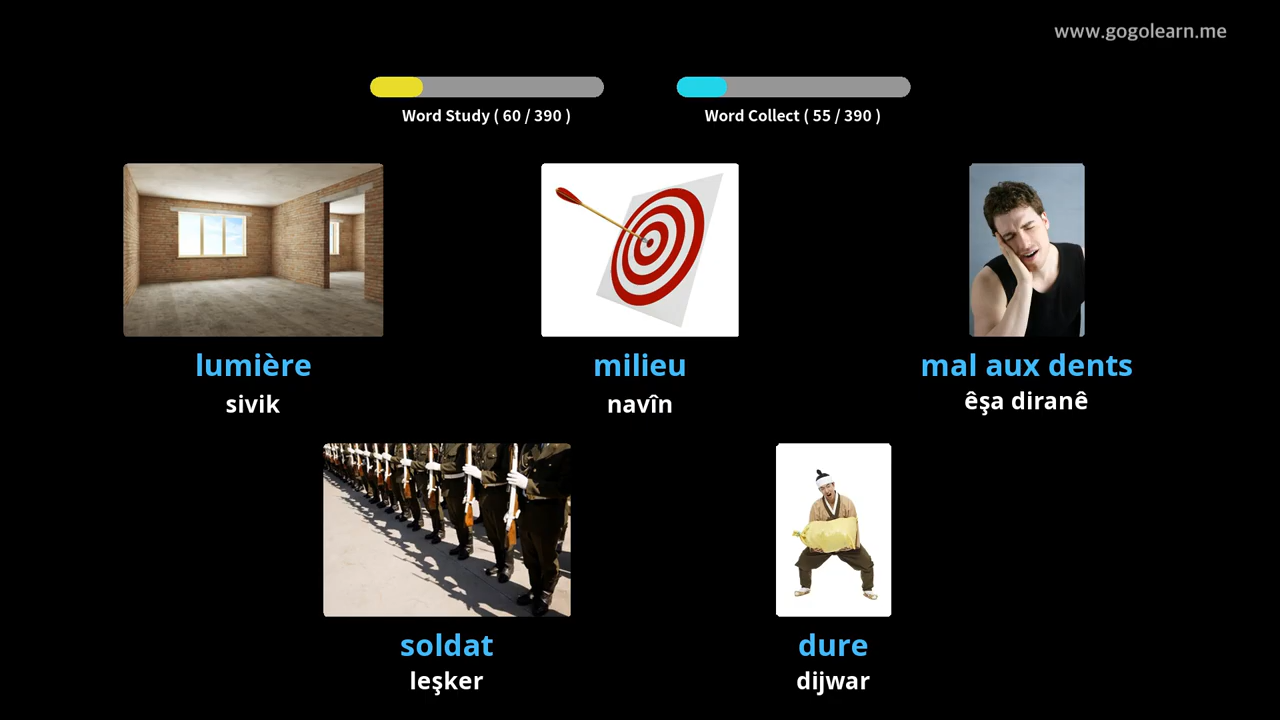 www.gogolearn.me
Word Study ( 60 / 390 )
Word Collect ( 55 / 390 )
lumière
sivik
milieu
navîn
mal aux dents
êşa diranê
soldat
leşker
dure
dijwar